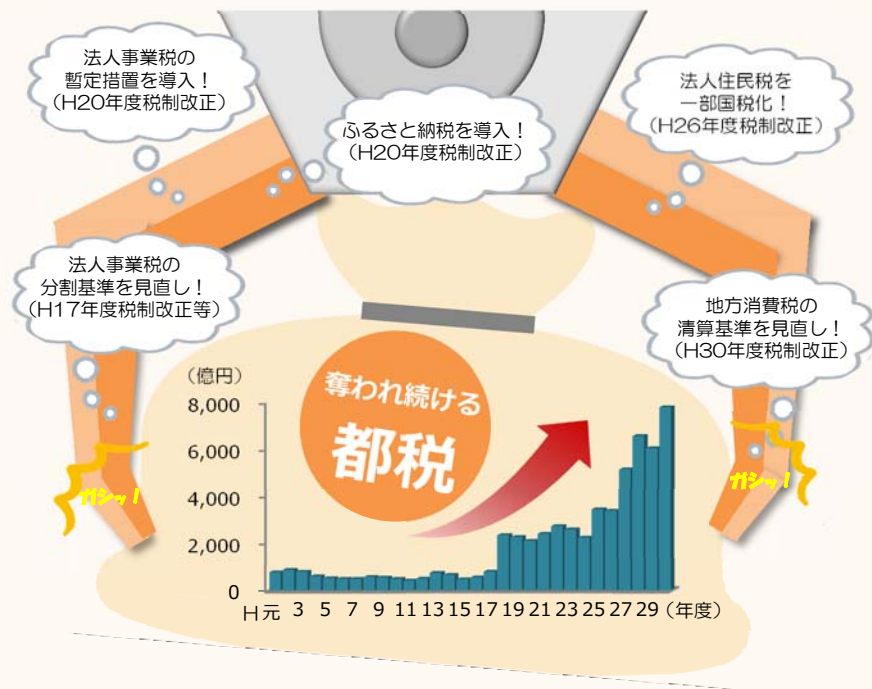 法人事業税の
暫定措置を導入！
（H20年度税制改正）
ふるさと納税を導入！
（H20年度税制改正）
法人住民税を
一部国税化！
（H26年度税制改正）
法人事業税の
分割基準を見直し！
（H17年度税制改正等）
地方消費税の
清算基準を見直し！
（H30年度税制改正）
奪われ続ける
都税
（億円）
8,000
6,000
4,000
2,000
0
H元 3 5 7 9 11 13 15 17 19 21 23 25 27 29（年度）
ガシッ！
ガシッ！